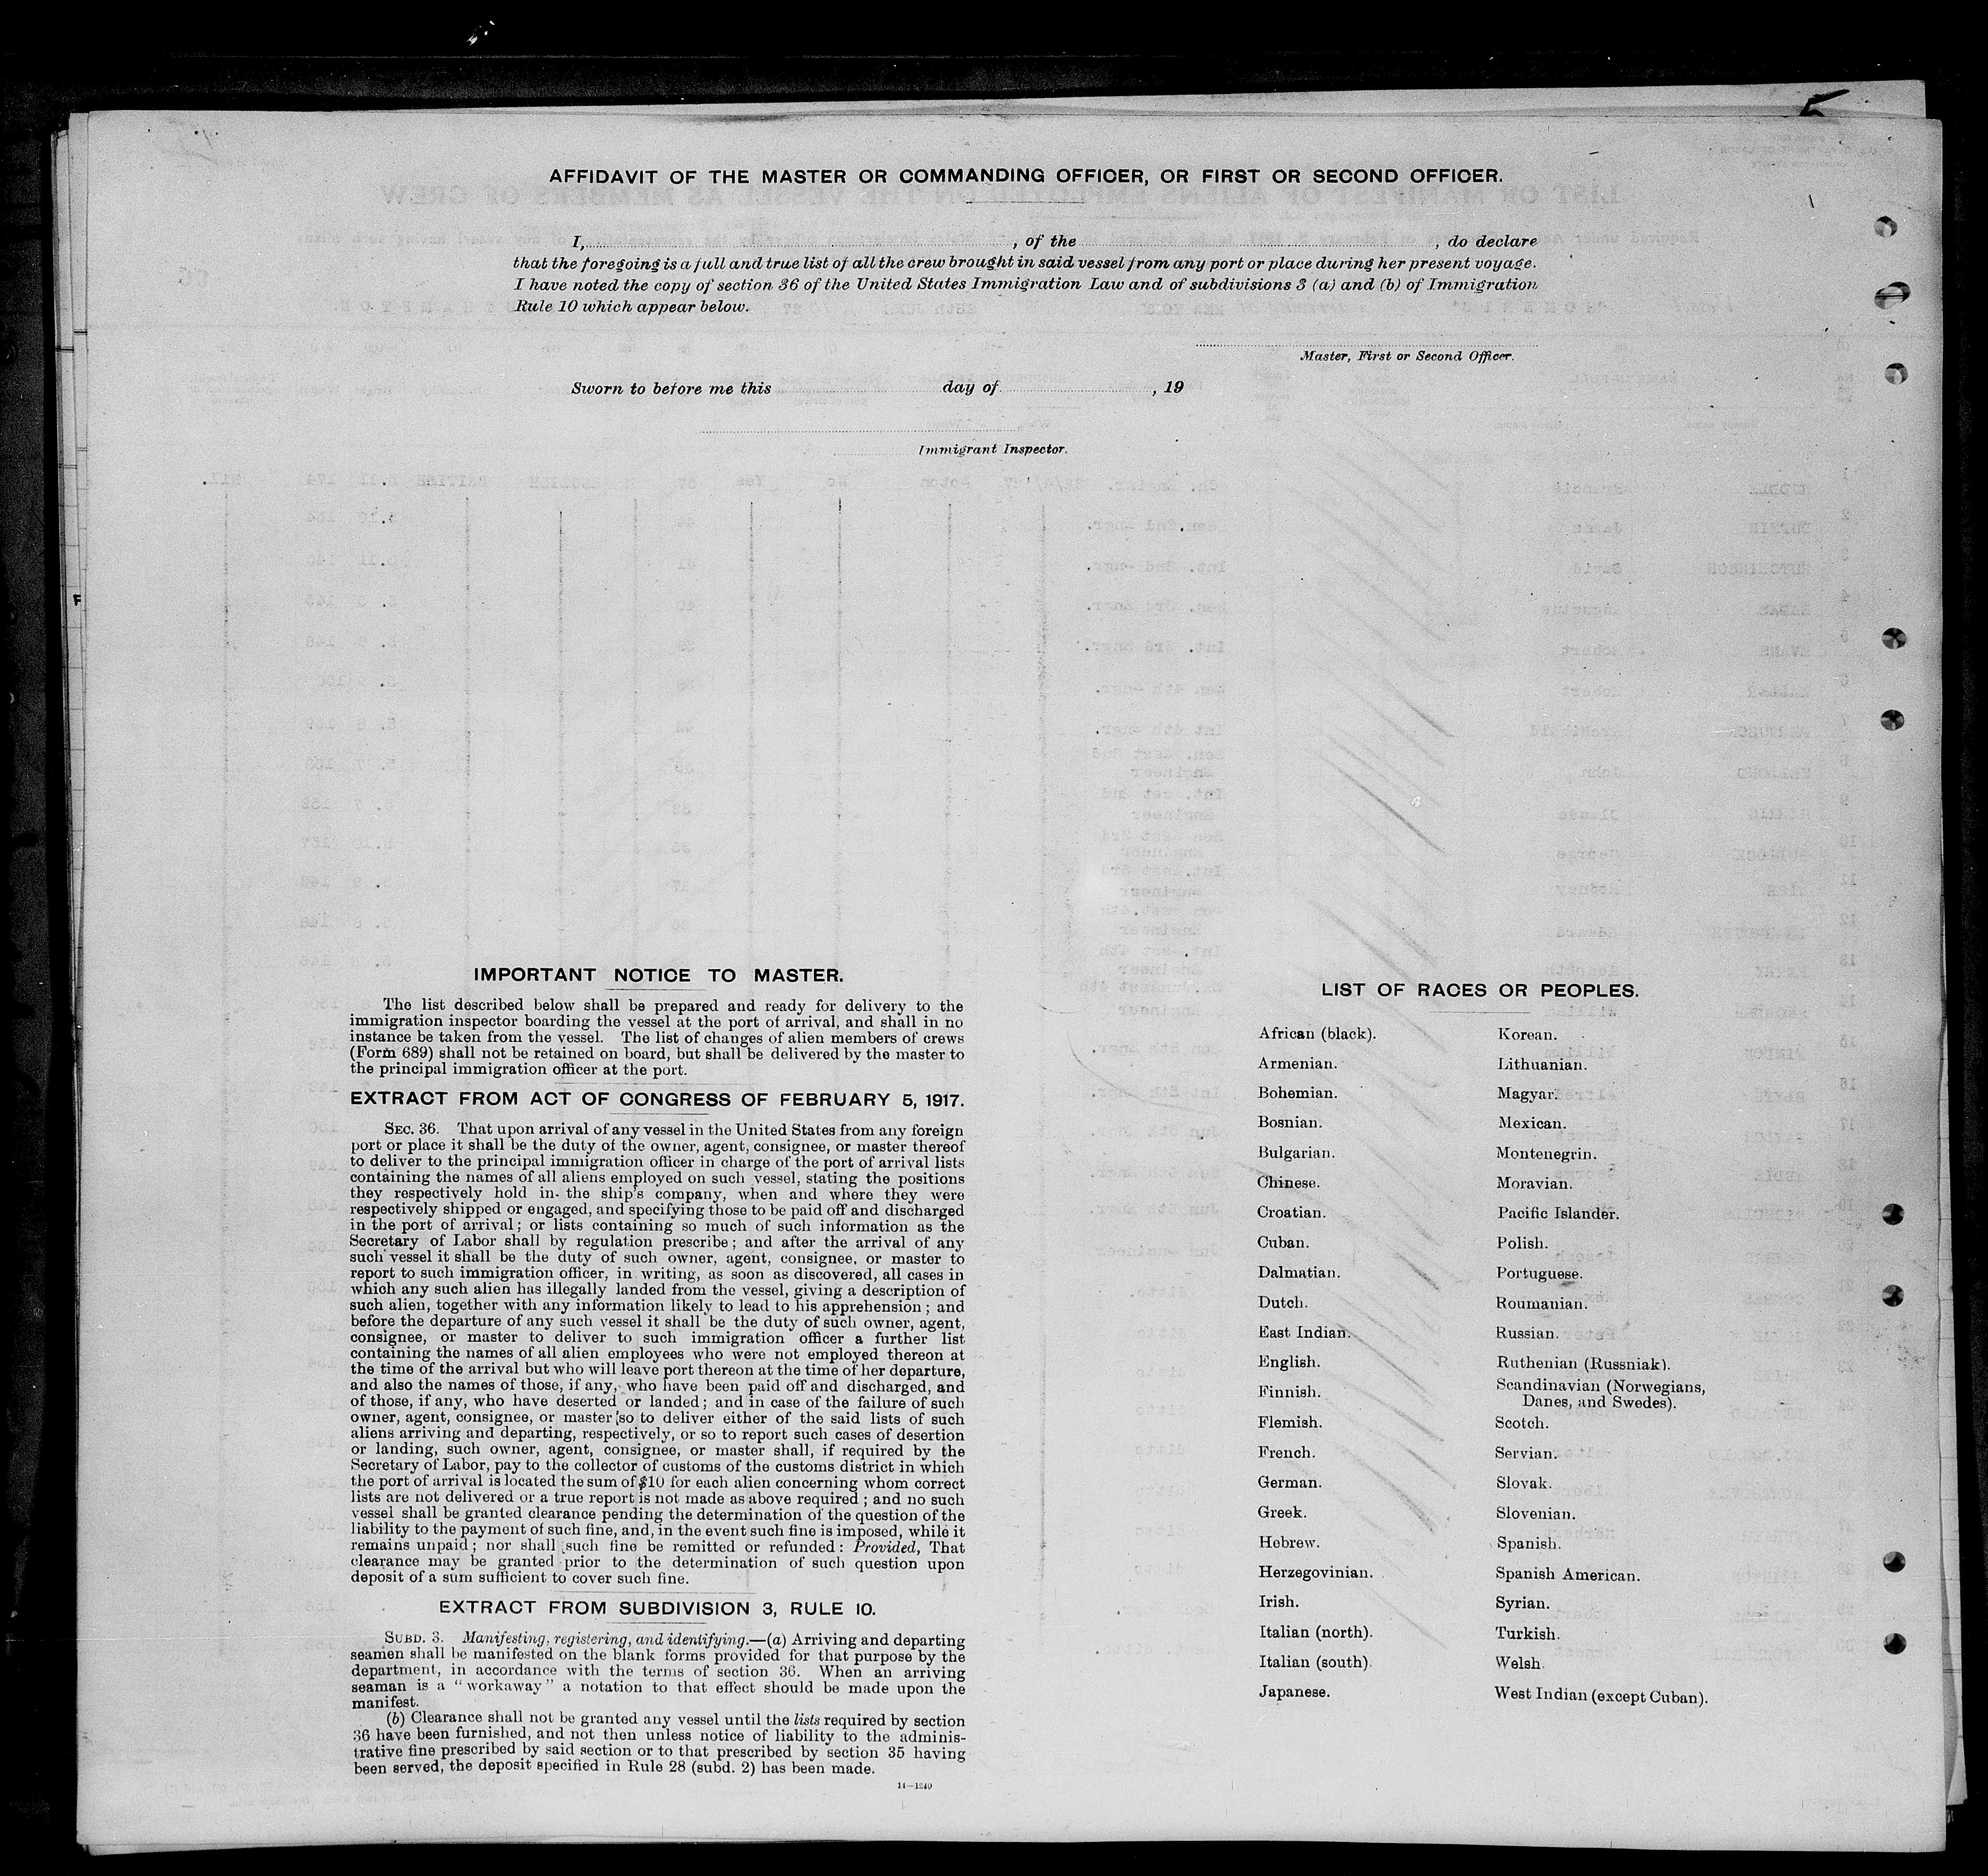 AFFIDAVIT OF THE MASTER OR COMMANDING OFFICER, OR FIRST OR SECOND OFFICER.
I, , of the , do declare
that the foregoing is a full and true list of all the crew brought in said vessel from any port or place during her present voyage.
I have noted the copy of section 36 of the United States Immigration Law and of subdivisions 3 (a) and (b) of Immigration
Rule 10 which appear below.
Master, First or Second Officer.
Sworn to before me this day of , 19
Immigrant Inspector.
IMPORTANT NOTICE TO MASTER.
The list described below shall be prepared and ready for delivery to the
immigration inspector boarding the vessel at the port of arrival, and shall in no
instance be taken from the vessel. The list of changes of alien members of crews
(Form 689) shall not be retained on board, but shall be delivered by the master to
the principal immigration officer at the port.
EXTRACT FROM ACT OF CONGRESS OF FEBRUARY 5, 1917.
SEC. 36. That upon arrival of any vessel in the United States from any foreign
port or place it shall be the duty of the owner, agent, consignee, or master thereof
to deliver to the principal immigration officer in charge of the port of arrival lists
containing the names of all aliens employed on such vessel, stating the positions
they respectively hold in the ship's company, when and where they were
respectively shipped or engaged, and specifying those to be paid off and discharged
in the port of arrival; or lists containing so much of such information as the
Secretary of Labor shall by regulation prescribe; and after the arrival of any
such vessel it shall be the duty of such owner, agent, consignee, or master to
report to such immigration officer, in writing, as soon as discovered, all cases in
which any such alien has illegally landed from the vessel, giving a description of
such alien, together with any information likely to lead to his apprehension; and
before the departure of any such vessel it shall be the duty of such owner, agent,
consignee, or master to deliver to such immigration officer a further list
containing the names of all alien employees who were not employed thereon at
the time of the arrival but who will leave port thereon at the time of her departure,
and also the names of those, if any, who have been paid off and discharged, and
of those, if any, who have deserted or landed; and in case of the failure of such
owner, agent, consignee, or master so to deliver either of the said lists of such
aliens arriving and departing, respectively, or so to report such cases of desertion
or landing, such owner, agent, consignee, or master shall, if required by the
Secretary of Labor, pay to the collector of customs of the customs district in which
the port of arrival is located the sum of $10 for each alien concerning whom correct
lists are not delivered or a true report is not made as above required; and no such
vessel shall be granted clearance pending the determination of the question of the
liability to the payment of such fine, and, in the event such fine is imposed, while it
remains unpaid; nor shall such fine be remitted or refunded: Provided, That
clearance may be granted prior to the determination of such question upon
deposit of a sum sufficient to cover such fine.
EXTRACT FROM SUBDIVISION 3, RULE 10.
SUBD. 3. Manifesting, registering, and identifying.—(a) Arriving and departing
seamen shall be manifested on the blank forms provided for that purpose by the
department, in accordance with the terms of section 36. When an arriving
seaman is a "workaway" a notation to that effect should be made upon the
manifest.
(b) Clearance shall not be granted any vessel until the lists required by section
36 have been furnished, and not then unless notice of liability to the adminis-
trative fine prescribed by said section or to that prescribed by section 35 having
been served, the deposit specified in Rule 28 (subd. 2) has been made.
14—1240
LIST OF RACES OR PEOPLES.
African (black).
Armenian.
Bohemian.
Bosnian.
Bulgarian.
Chinese.
Croatian.
Cuban.
Dalmatian.
Dutch.
East Indian.
English.
Finnish.
Flemish.
French.
German.
Greek.
Hebrew.
Herzegovinian.
Irish.
Italian (north).
Italian (south).
Japanese.
Korean.
Lithuanian.
Magyar.
Mexican.
Montenegrin.
Moravian.
Pacific Islander.
Polish.
Portuguese.
Roumanian.
Russian.
Ruthenian (Russniak).
Scandinavian (Norwegians,
Danes, and Swedes).
Scotch.
Servian.
Slovak.
Slovenian.
Spanish.
Spanish American.
Syrian.
Turkish.
Welsh.
West Indian (except Cuban).